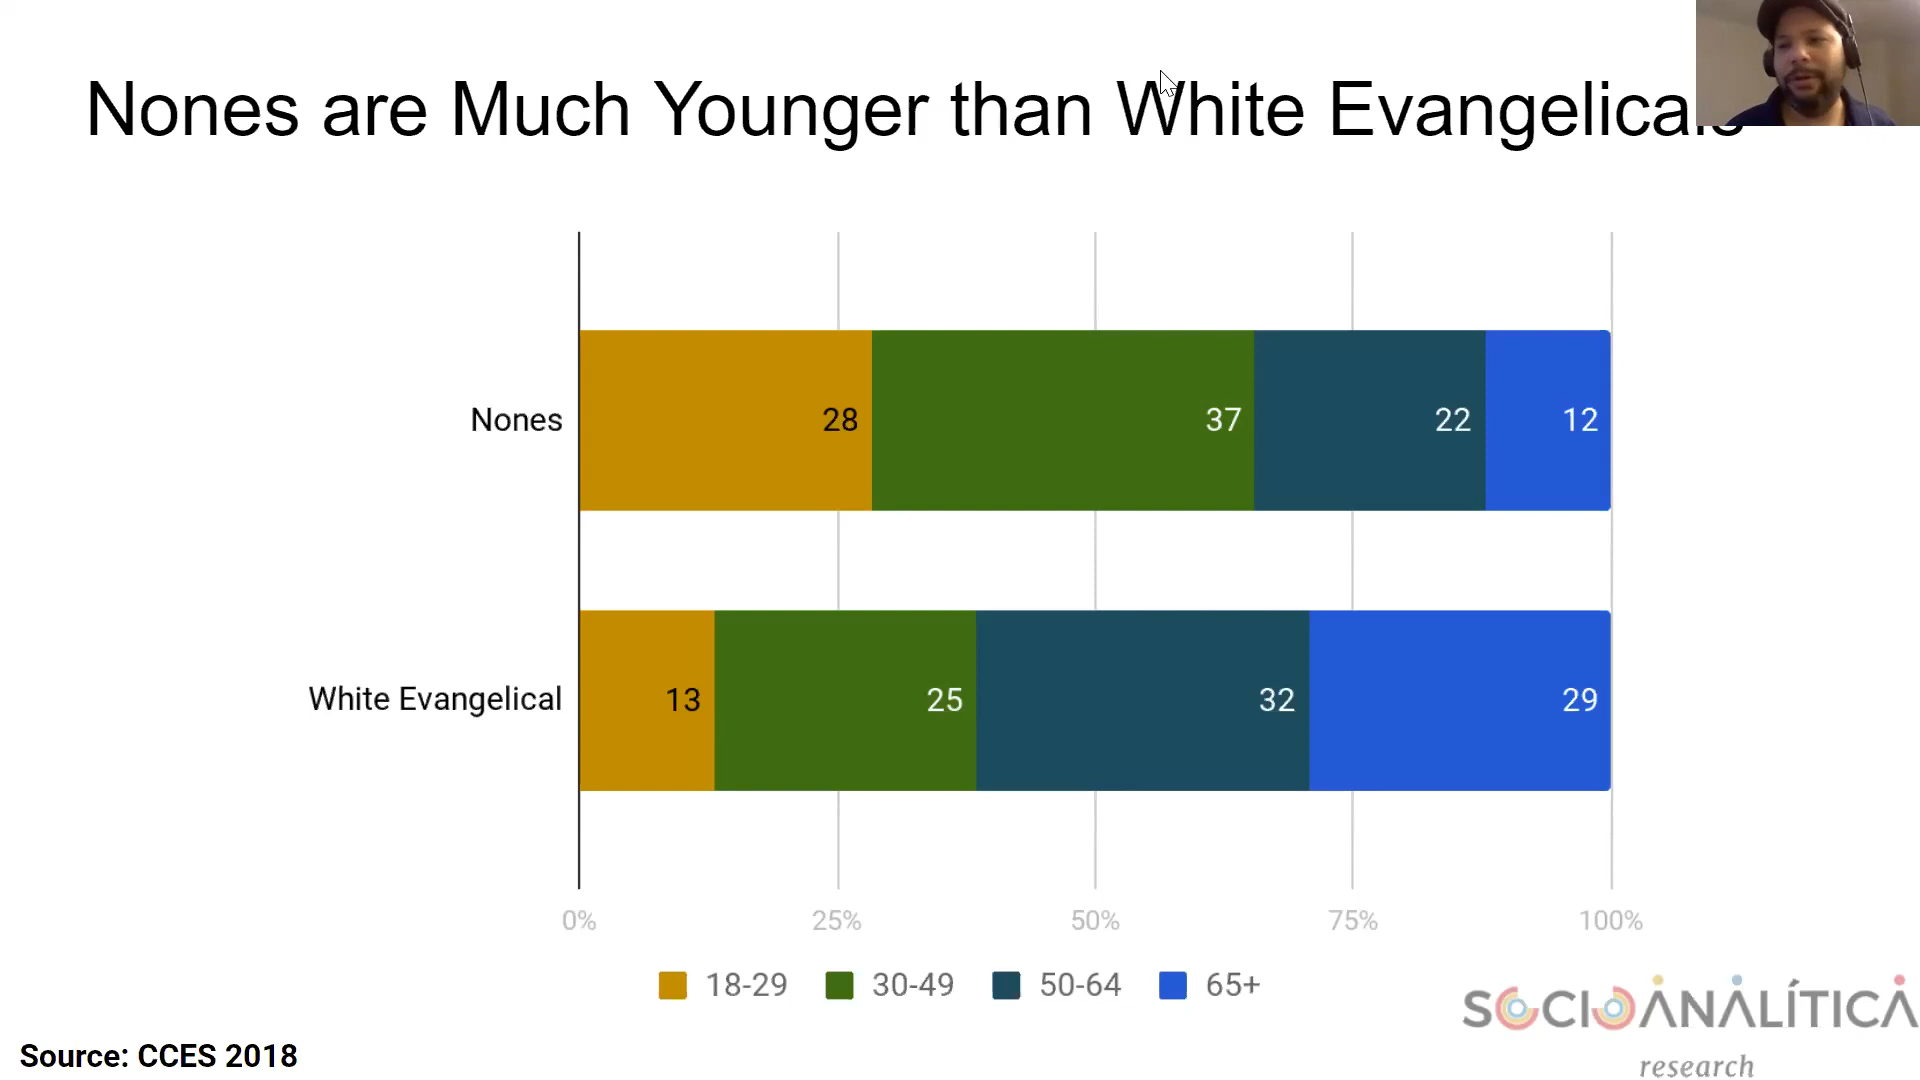 Nones are Much Younger than White Evangelicals
Nones
28
37
22
12
White Evangelical
13
25
32
29
0%
25%
50%
75%
100%
18-29
30-49
50-64
65+
SOCIOANALÍTICA
research
Source: CCES 2018